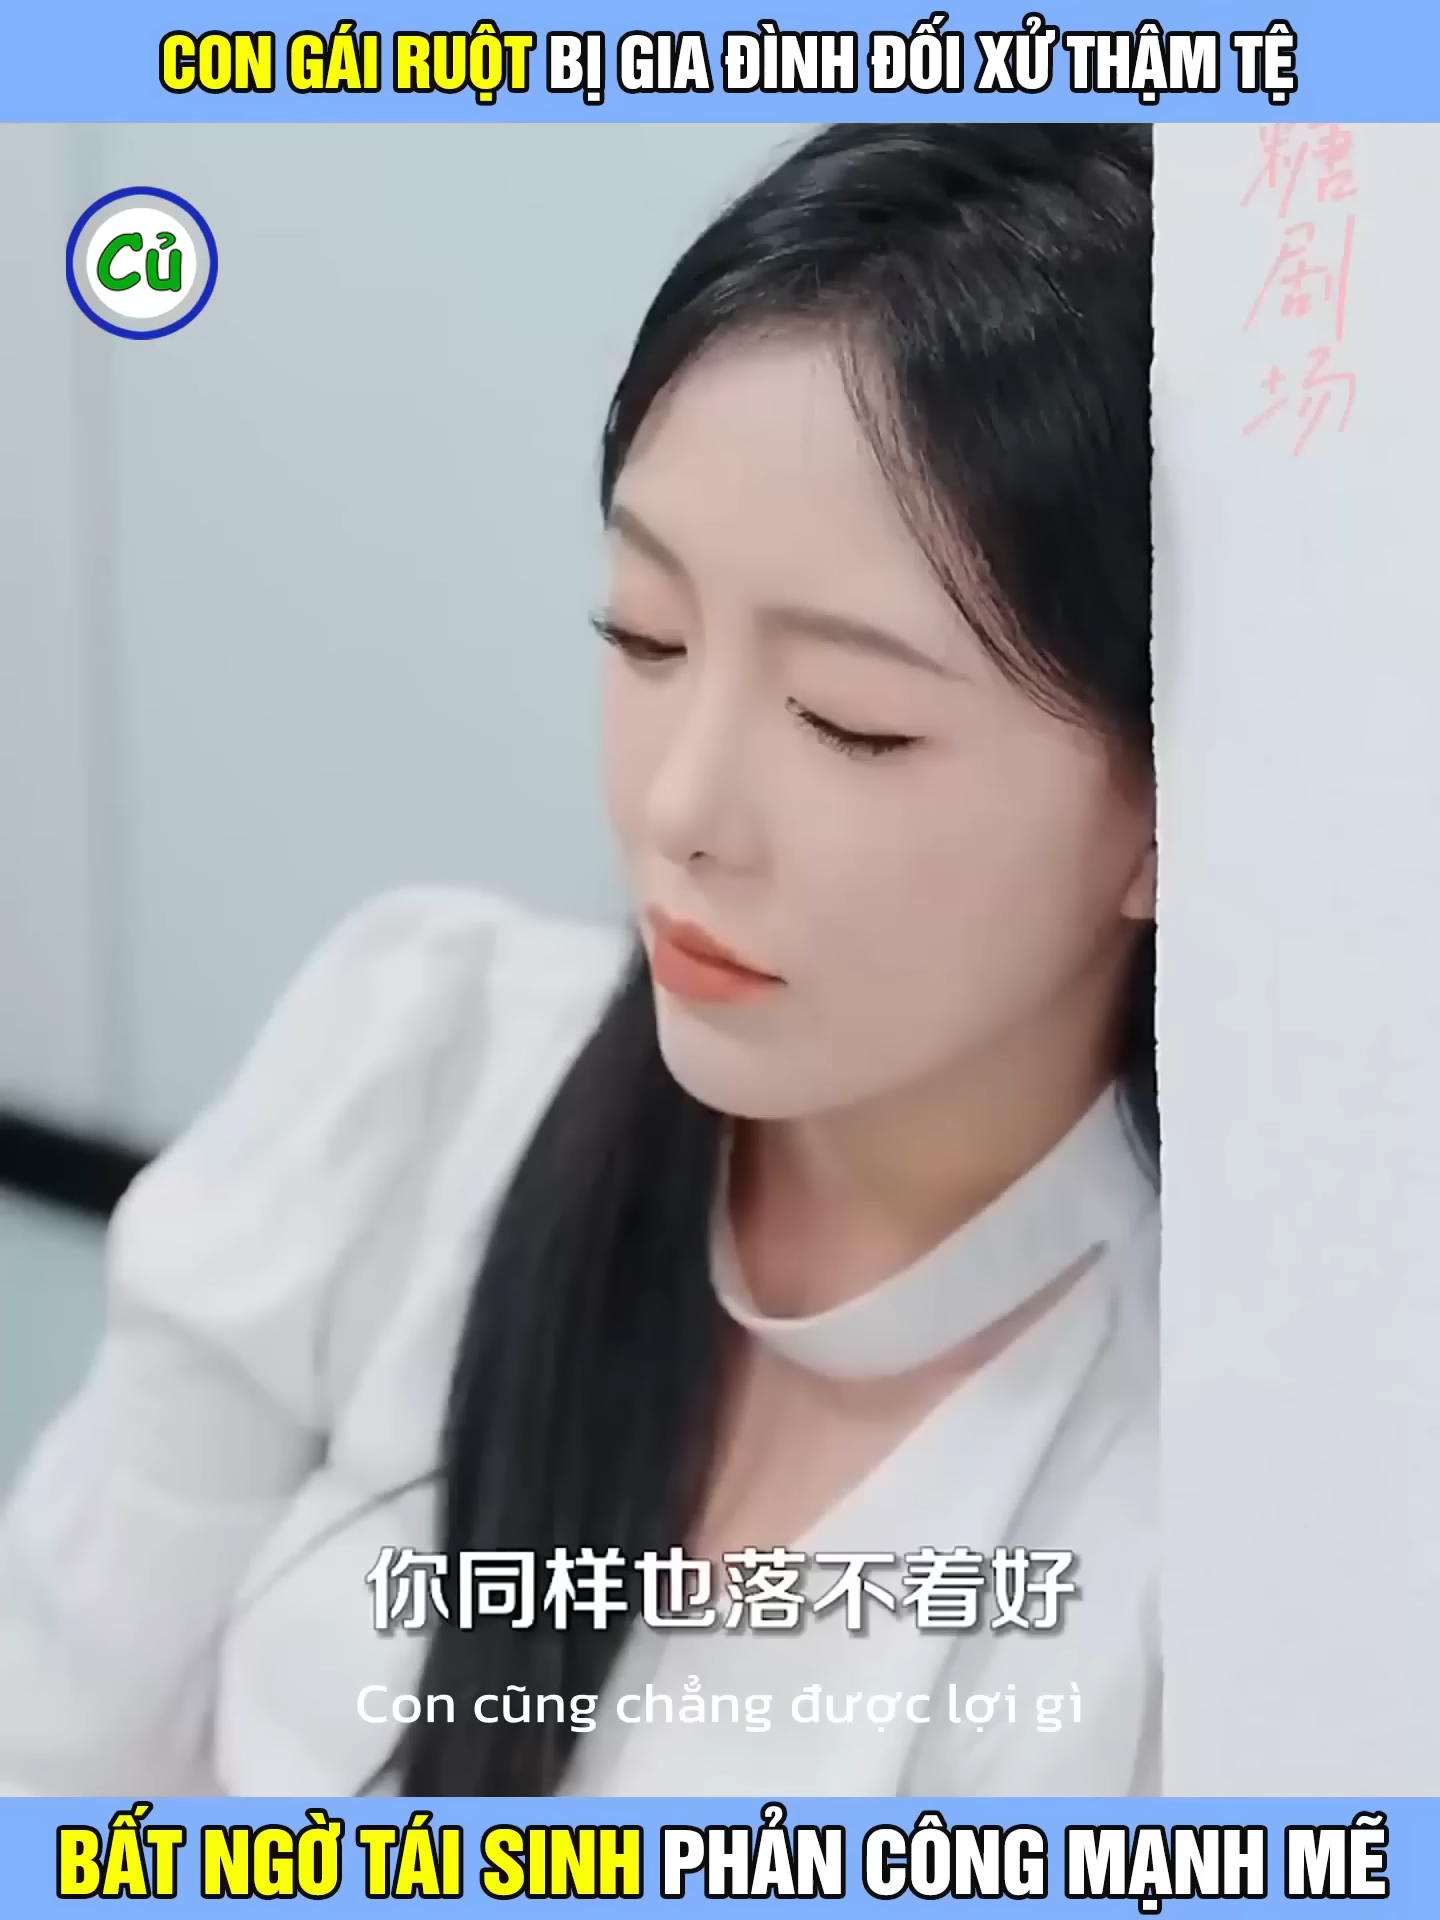 CON GÁI RUỘT BỊ GIA ĐÌNH ĐỐI XỬ THẬM TỆ
Củ
糖剧场
你同样也落不着好
Con cũng chẳng được lợi gì
BẤT NGỜ TÁI SINH PHẢN CÔNG MẠNH MẼ